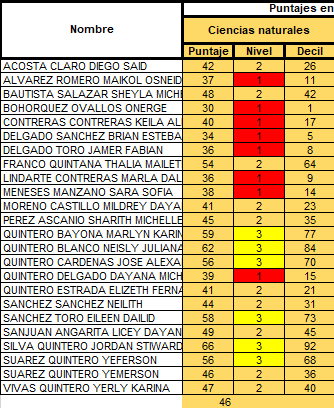 Puntajes en
Nombre
Ciencias naturales
Puntaje Nivel Decil
ACOSTA CLARO DIEGO SAID 42 2 26
ALVAREZ ROMERO MAIKOL OSNEID 37 1 11
BAUTISTA SALAZAR SHEYLA MICHE 48 2 42
BOHORQUEZ OVALLOS ONERGE 30 1 1
CONTRERAS CONTRERAS KEILA AL 40 1 17
DELGADO SANCHEZ BRIAN ESTEBA 34 1 5
DELGADO TORO JAMER FABIAN 36 1 8
FRANCO QUINTANA THALIA MAILET 54 2 64
LINDARTE CONTRERAS MARLA DAL 36 1 9
MENESES MANZANO SARA SOFIA 38 1 14
MORENO CASTILLO MILDREY DAYA 41 2 23
PEREZ ASCANIO SHARITH MICHELLE 45 2 35
QUINTERO BAYONA MARLYN KARIN 59 3 77
QUINTERO BLANCO NEISLY JULIANA 62 3 84
QUINTERO CARDENAS JOSE ALEXA 56 3 70
QUINTERO DELGADO DAYANA MICH 39 1 15
QUINTERO ESTRADA ELIZETH FERNA 41 2 21
SANCHEZ SANCHEZ NEILITH 44 2 31
SANCHEZ TORO EILEEN DAILID 58 3 73
SANJUAN ANGARITA LICEY DAYAN 49 2 45
SILVA QUINTERO JORDAN STIWARD 66 3 92
SUAREZ QUINTERO YEFERSON 56 3 68
SUAREZ QUINTERO YEMERSON 46 2 36
VIVAS QUINTERO YERLY KARINA 47 2 40
46